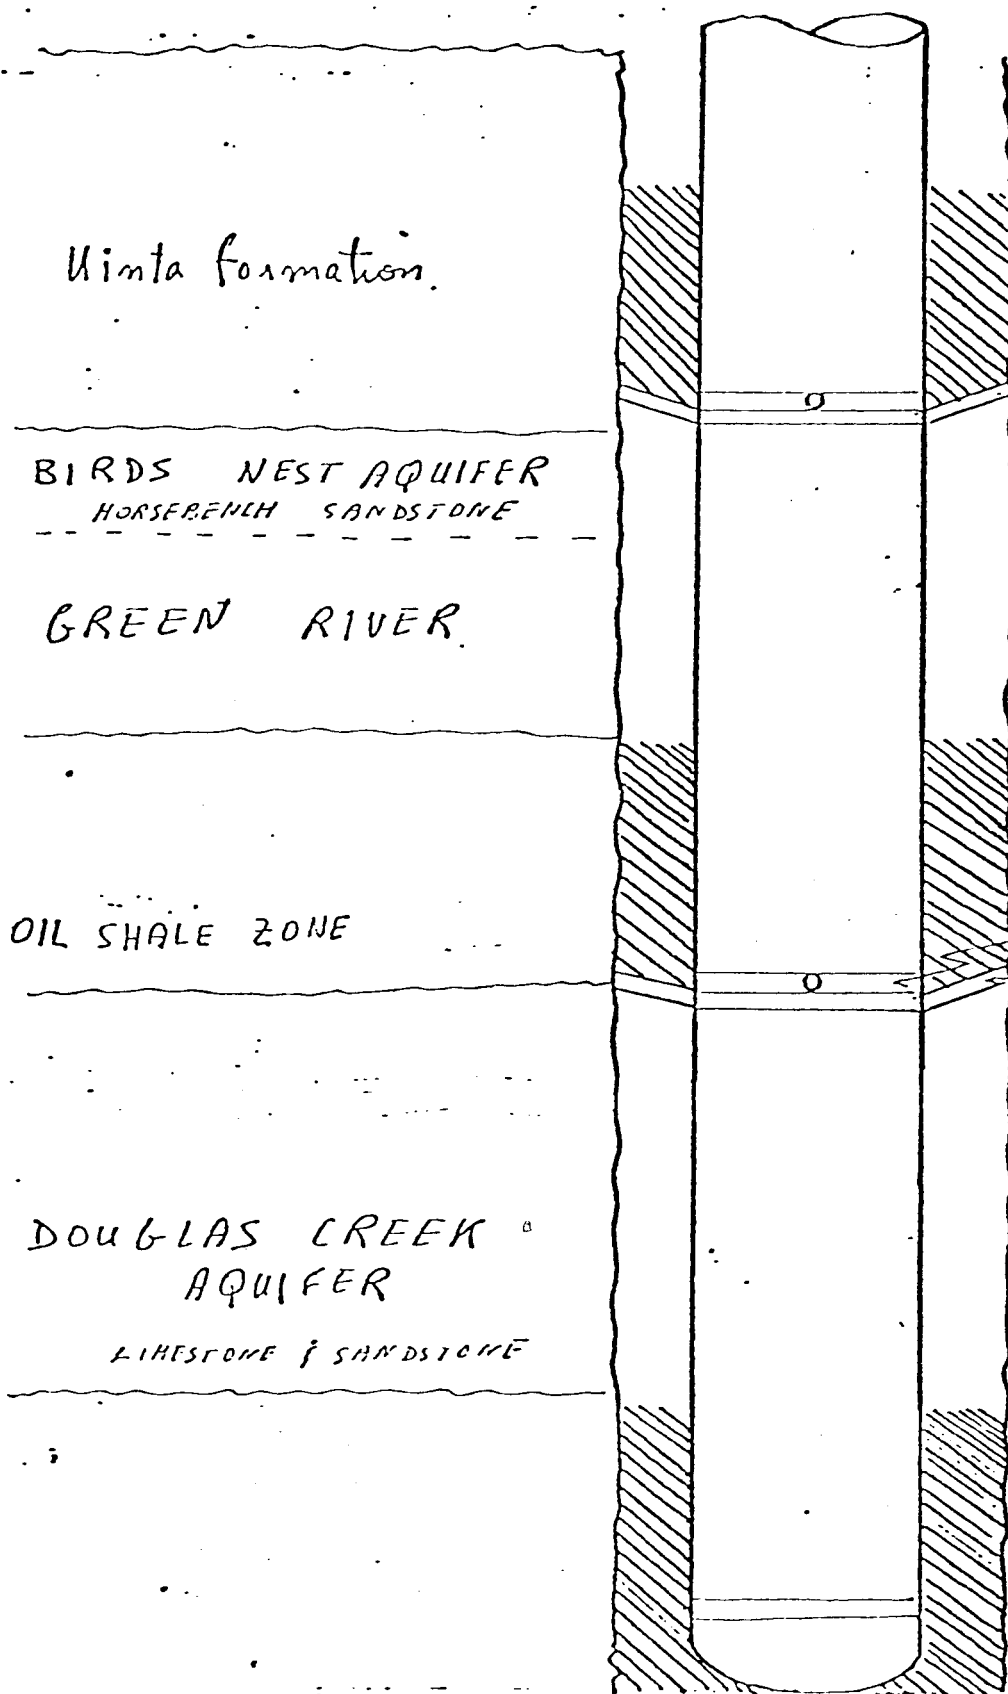 Uinta formation.
BIRDS NEST AQUIFER
HORSEBENCH SANDSTONE
GREEN RIVER.
OIL SHALE ZONE
DOUGLAS CREEK
AQUIFER
LIMESTONE & SANDSTONE